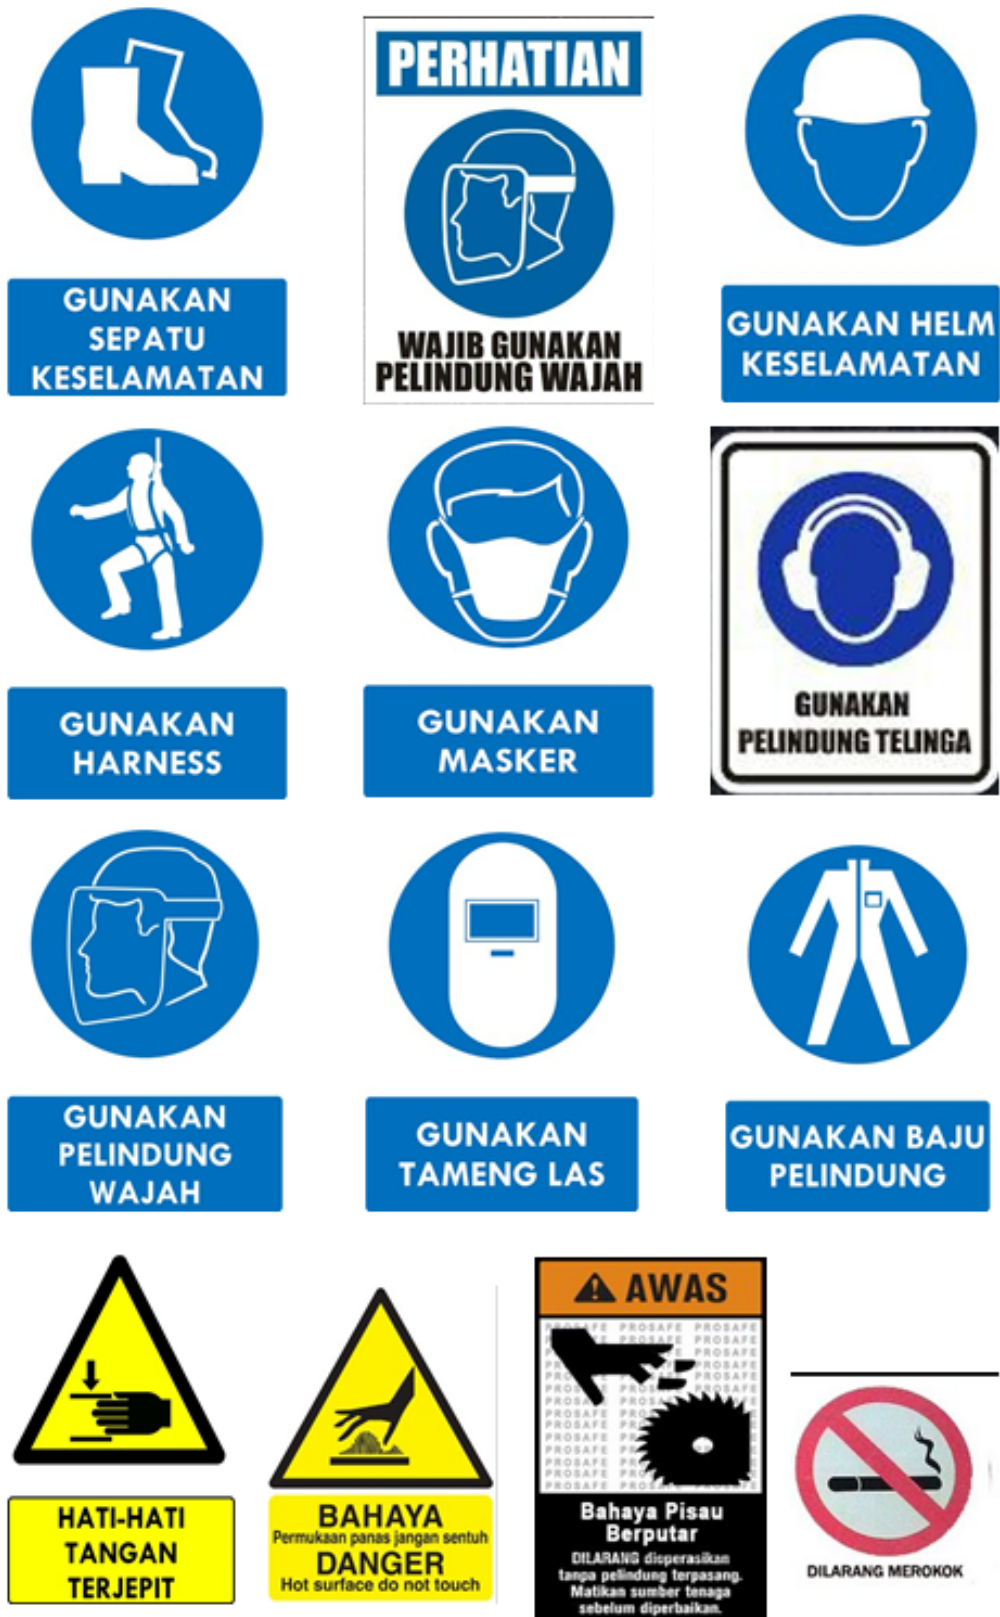 GUNAKAN
SEPATU
KESELAMATAN
PERHATIAN
WAJIB GUNAKAN
PELINDUNG WAJAH
GUNAKAN HELM
KESELAMATAN
GUNAKAN
HARNESS
GUNAKAN
MASKER
GUNAKAN
PELINDUNG TELINGA
GUNAKAN
PELINDUNG
WAJAH
GUNAKAN
TAMENG LAS
GUNAKAN BAJU
PELINDUNG
HATI-HATI
TANGAN
TERJEPIT
BAHAYA
Permukaan panas jangan sentuh
DANGER
Hot surface do not touch
AWAS
PROSAFE PROSAFE PROSAFE
Bahaya Pisau
Berputar
DILARANG dioperasikan
tanpa pelindung terpasang.
Matikan sumber tenaga
sebelum diperbaikan.
DILARANG MEROKOK